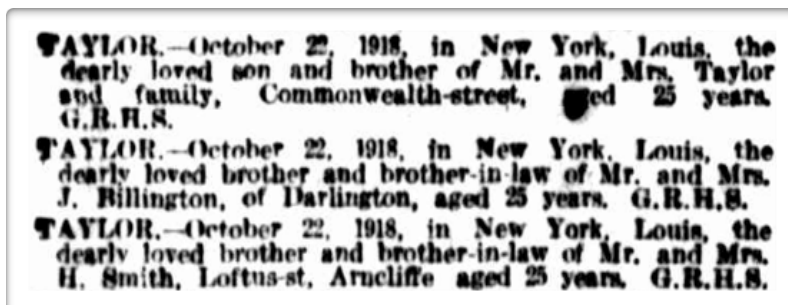 TAYLOR.—October 22, 1918, in New York, Louis, the
dearly loved son and brother of Mr. and Mrs. Taylor
and family, Commonwealth-street, aged 25 years.
G.R.H.S.
TAYLOR.—October 22, 1918, in New York, Louis, the
dearly loved brother and brother-in-law of Mr. and Mrs.
J. Billington, of Darlington, aged 25 years. G.R.H.S.
TAYLOR.—October 22, 1918, in New York, Louis, the
dearly loved brother and brother-in-law of Mr. and Mrs.
H. Smith, Loftus-st, Arncliffe aged 25 years. G.R.H.S.